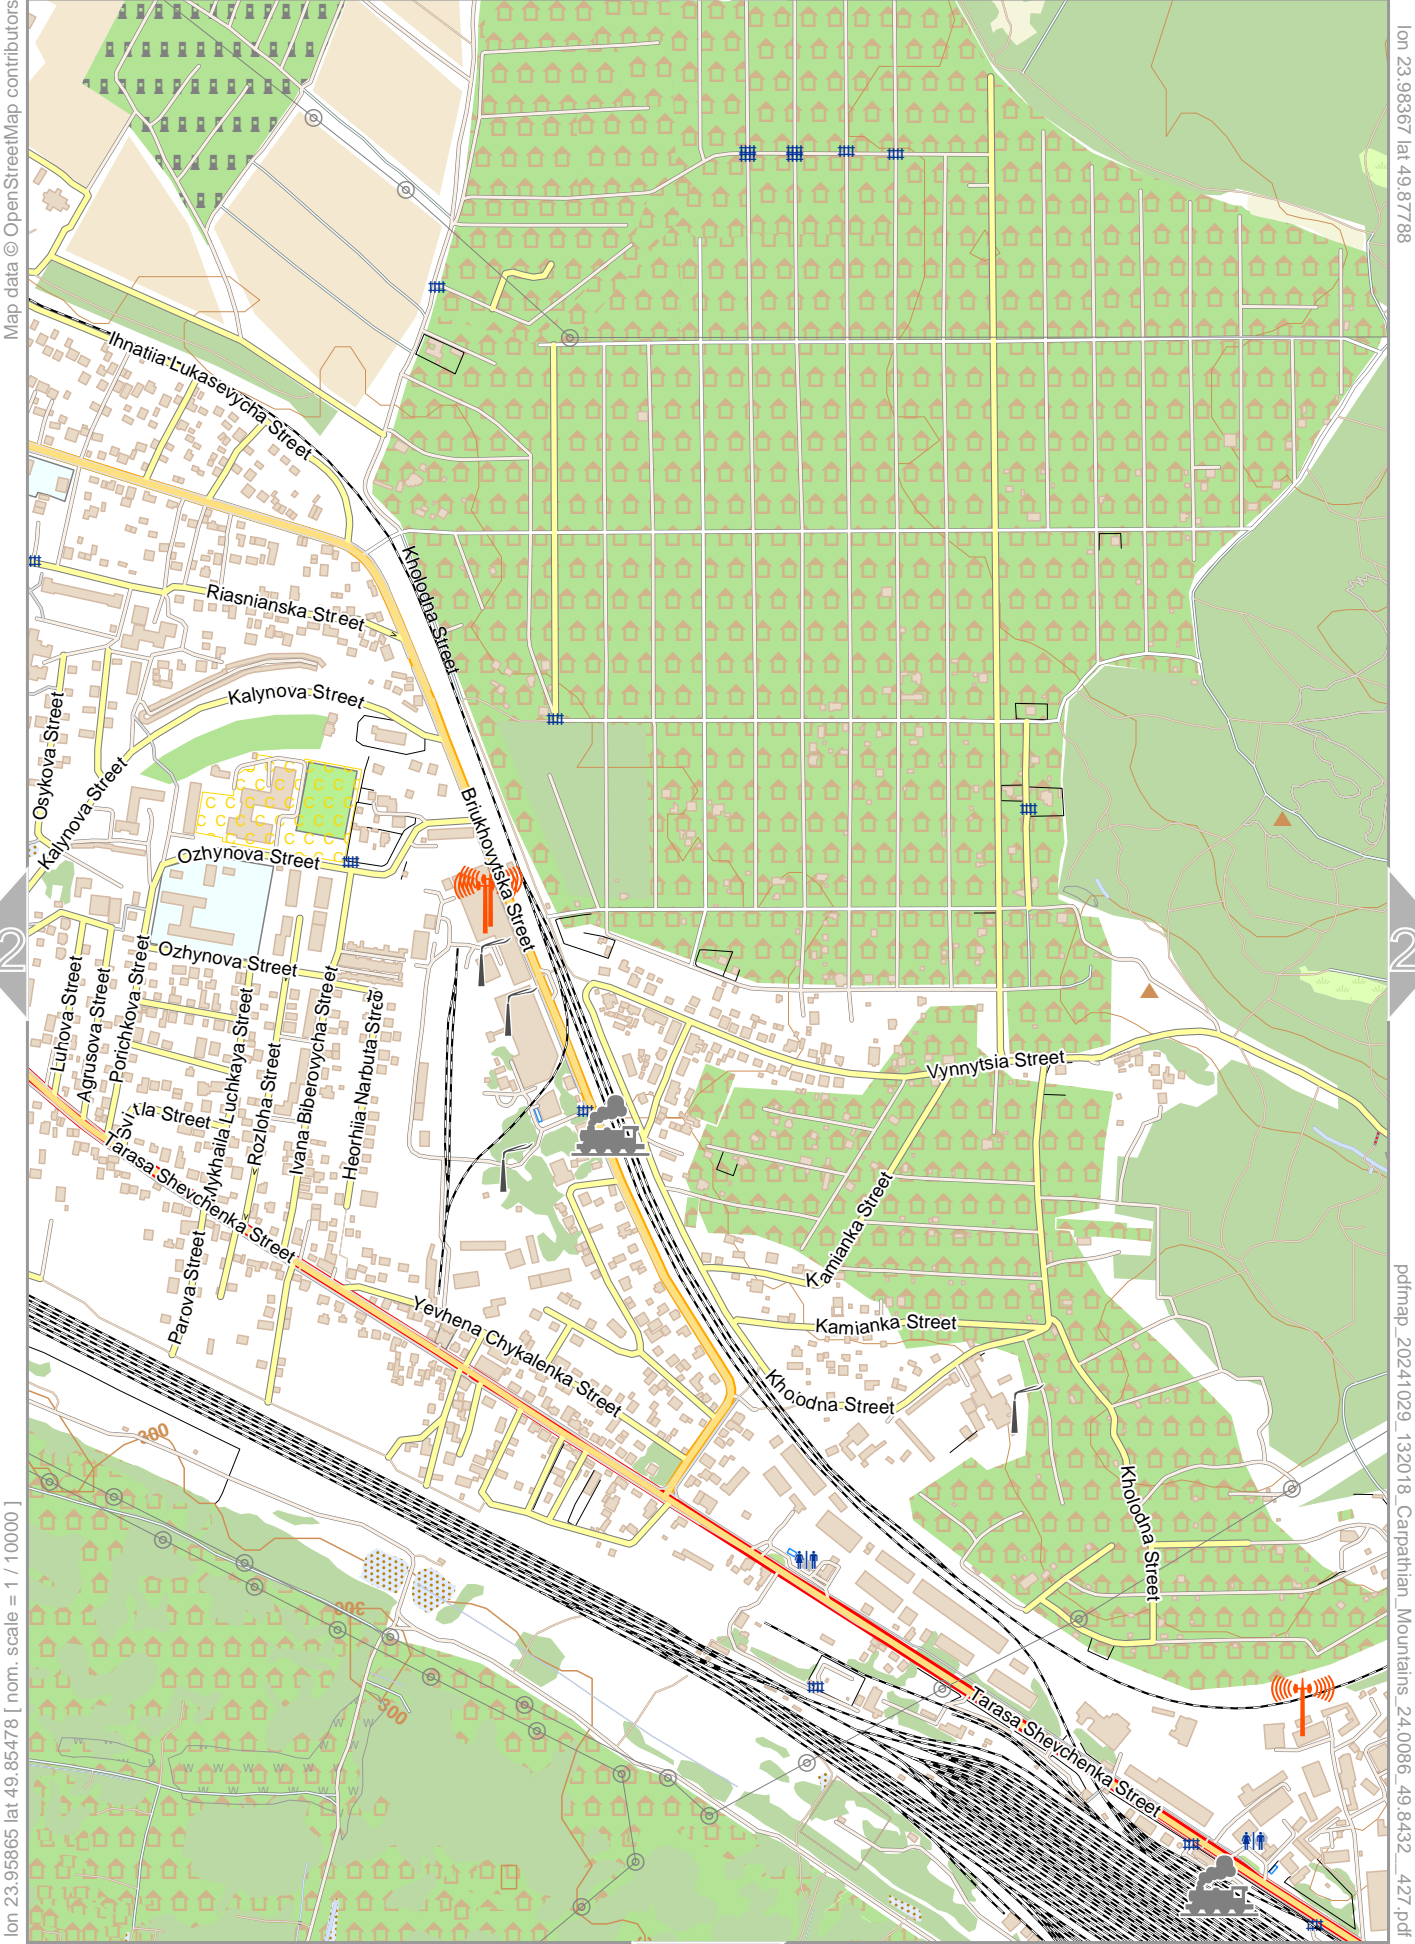 Map data © OpenStreetMap contributors
lon 23.98367 lat 49.87788
Ihnatiia Lukasevycha Street
Kholodna Street
Riasnianska Street
Kalynova Street
Osykova Street
Kalynova Street
Briukhovytska Street
Ozhynova Street
C C C C C C
2
2
Ozhynova Street
Luhova Street
Agrusova Street
Porichkova Street
Mykhaila Luchkaya Street
Rozloha Street
Ivana Biberovycha Street
Heorhiia Narbuta Street
Vynnytsia Street
Tarasa Shevchenka Street
Parova Street
Kamianka Street
Kamianka Street
Yevhena Chykalenka Street
Kholodna Street
Kholodna Street
300
300
300
Tarasa Shevchenka Street
w w w w
lon 23.95865 lat 49.85478 [ nom. scale = 1 / 10000 ]
pdfmap_20241029_132018_Carpathian_Mountains_24.0086_49.8432__427.pdf